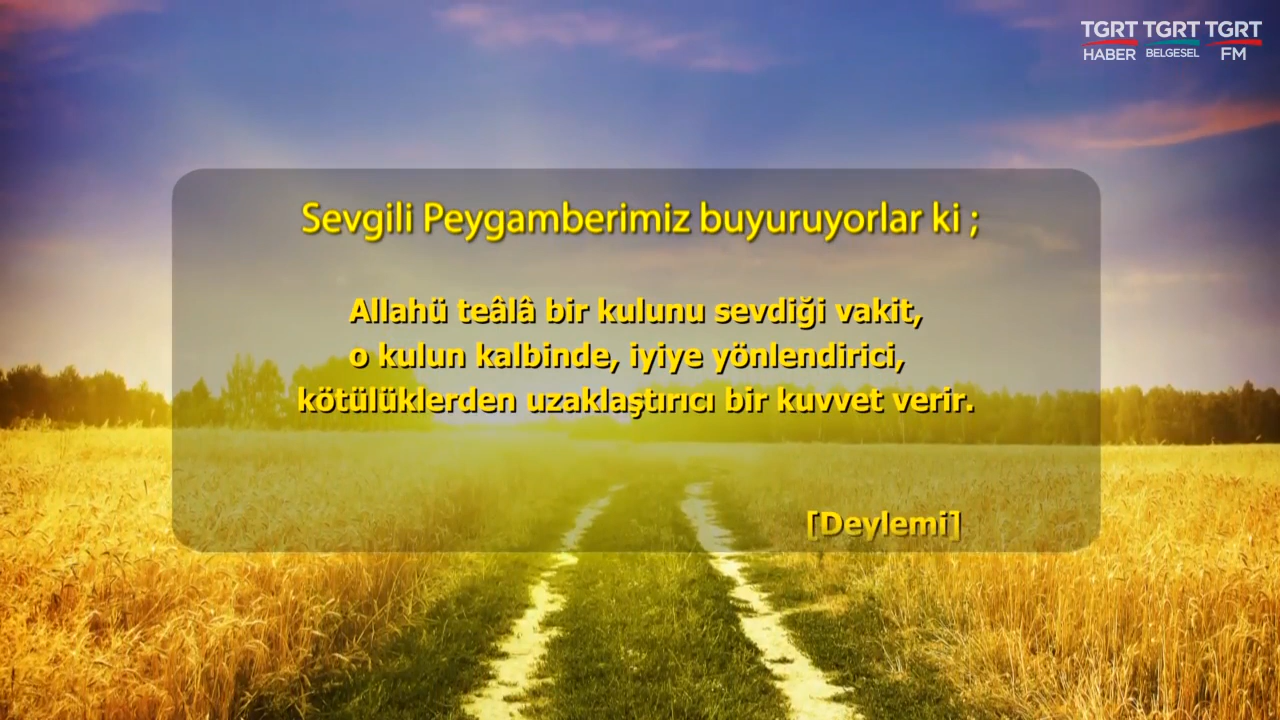 TGRT TGRT TGRT
HABER BELGESEL FM
Sevgili Peygamberimiz buyuruyorlar ki ;
Allahü teâlâ bir kulunu sevdiği vakit,
o kulun kalbinde, iyiye yönlendirici,
kötülüklerden uzaklaştırıcı bir kuvvet verir.
[Deylemi]